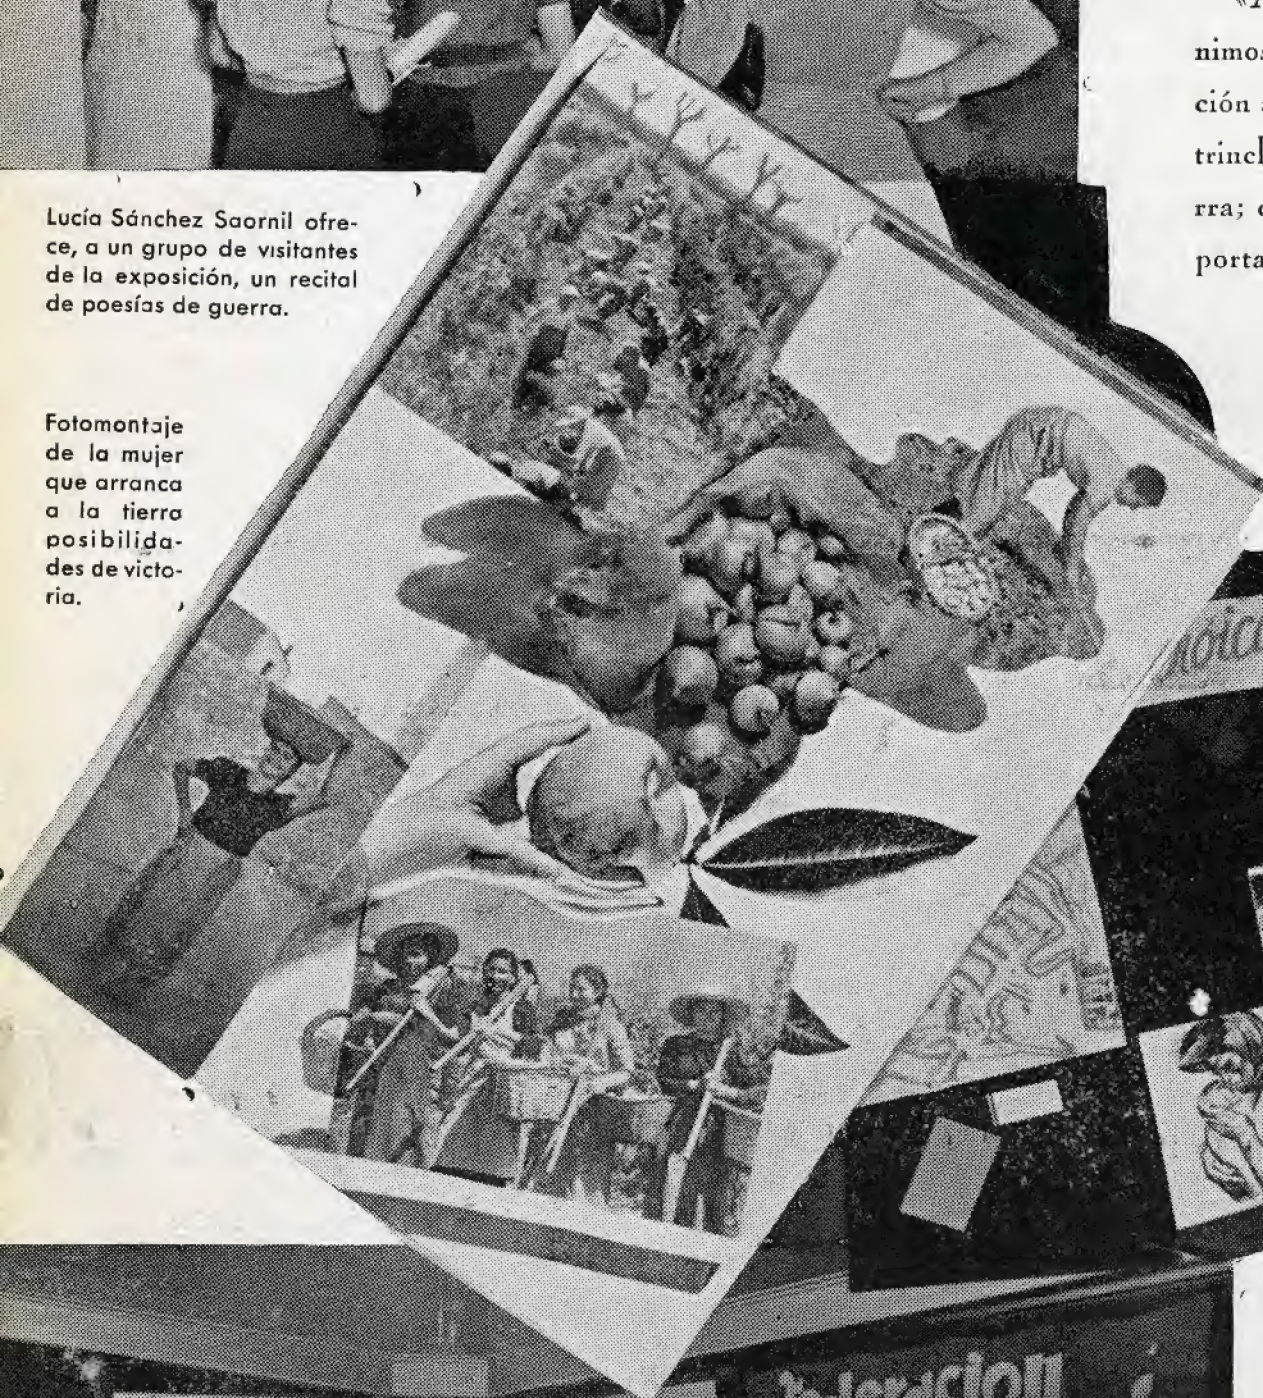 Lucía Sánchez Saornil ofre-
ce, a un grupo de visitantes
de la exposición, un recital
de poesías de guerra.
Fotomontaje
de la mujer
que arranca
a la tierra
posibilida-
des de victo-
ria.
nimos
ción
trincl
rra;
porta